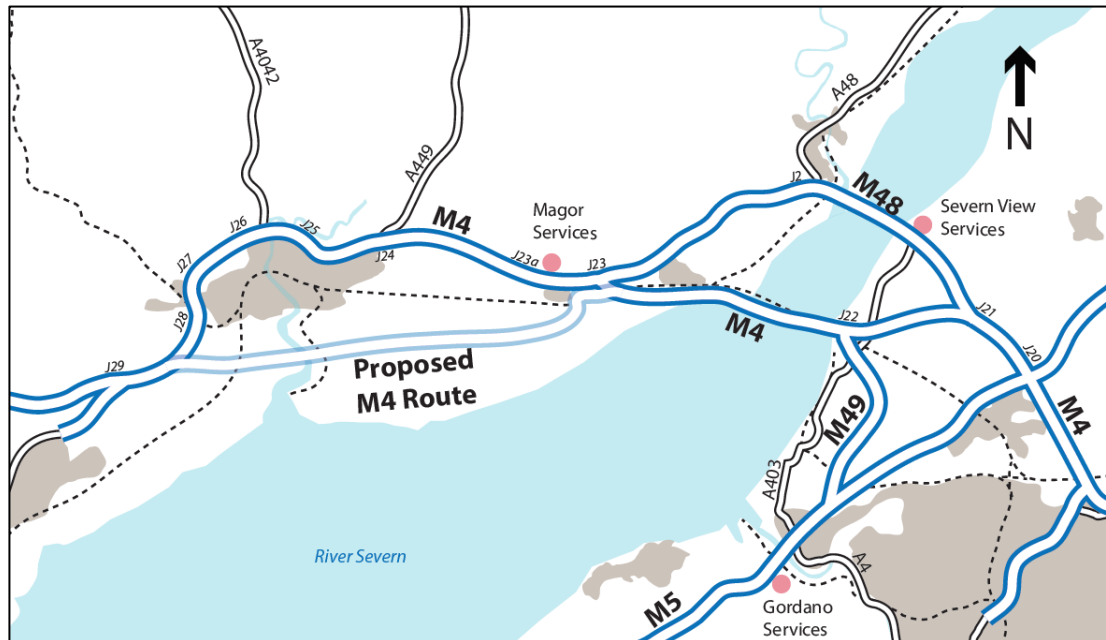 A4042
A449
A48
N
J2
M48
Severn View
Services
Magor
Services
J26
J25
M4
J24
J23a
J23
J27
J28
J29
Proposed
M4 Route
M4
J22
J21
J20
M4
M49
A403
River Severn
A4
M5
Gordano
Services